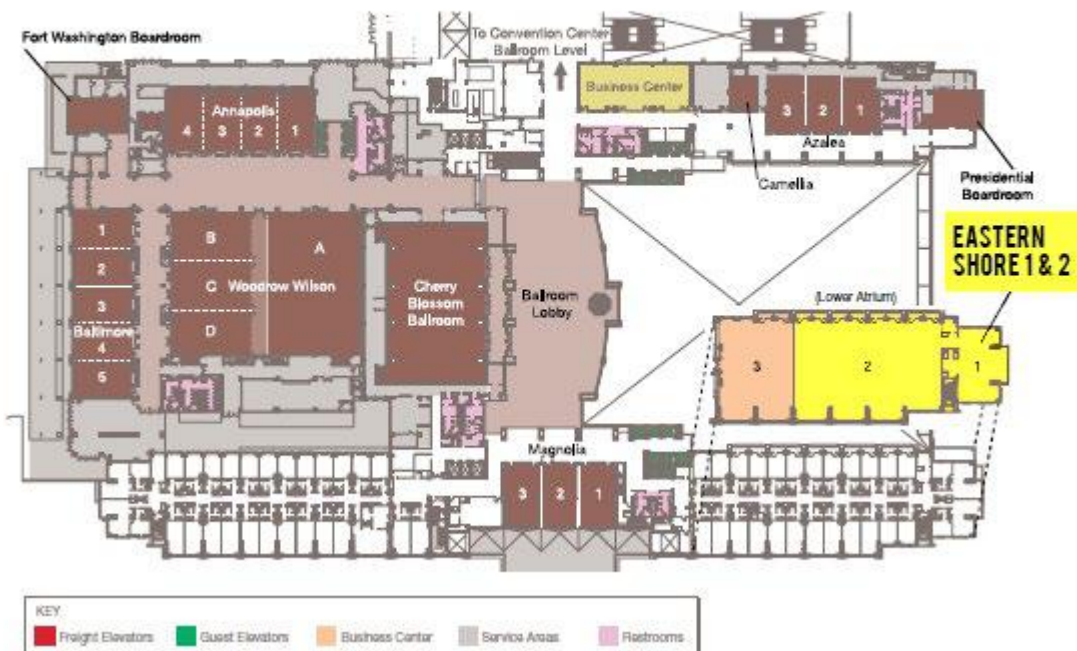 Fort Washington Boardroom
To Convention Center
Ballroom Level
Business Center
Annapolis
4
3
2
1
3
2
1
Azalea
Camellia
Presidential
Boardroom
EASTERN
SHORE 1 & 2
1
2
3
Baltimore
4
5
B
A
C
Woodrow Wilson
D
Cherry
Blossom
Ballroom
Ballroom
Lobby
(Lower Atrium)
3
2
1
Magnolia
3
2
1
KEY
Freight Elevators
Guest Elevators
Business Center
Service Areas
Restrooms